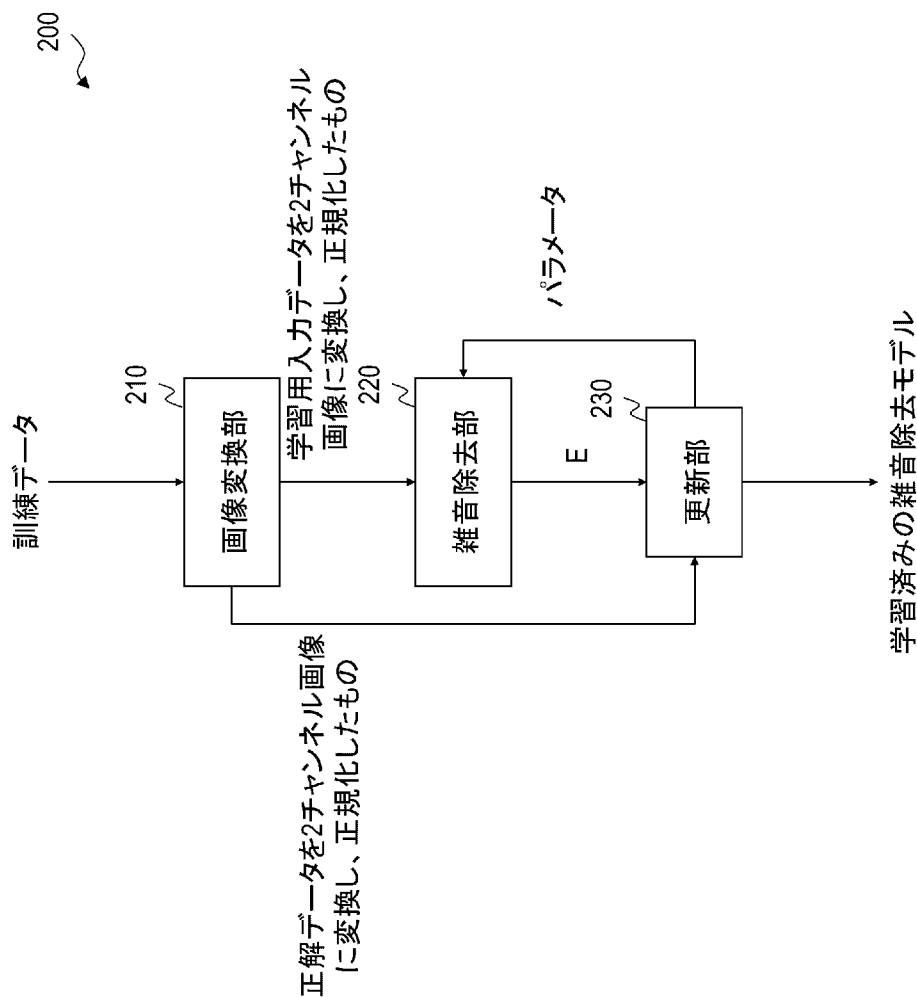 200
訓練データ
210
画像変換部
学習用入力データを2チャンネル
画像に変換し、正規化したもの
正解データを2チャンネル画像
に変換し、正規化したもの
220
雑音除去部
パラメータ
E
230
更新部
学習済みの雑音除去モデル